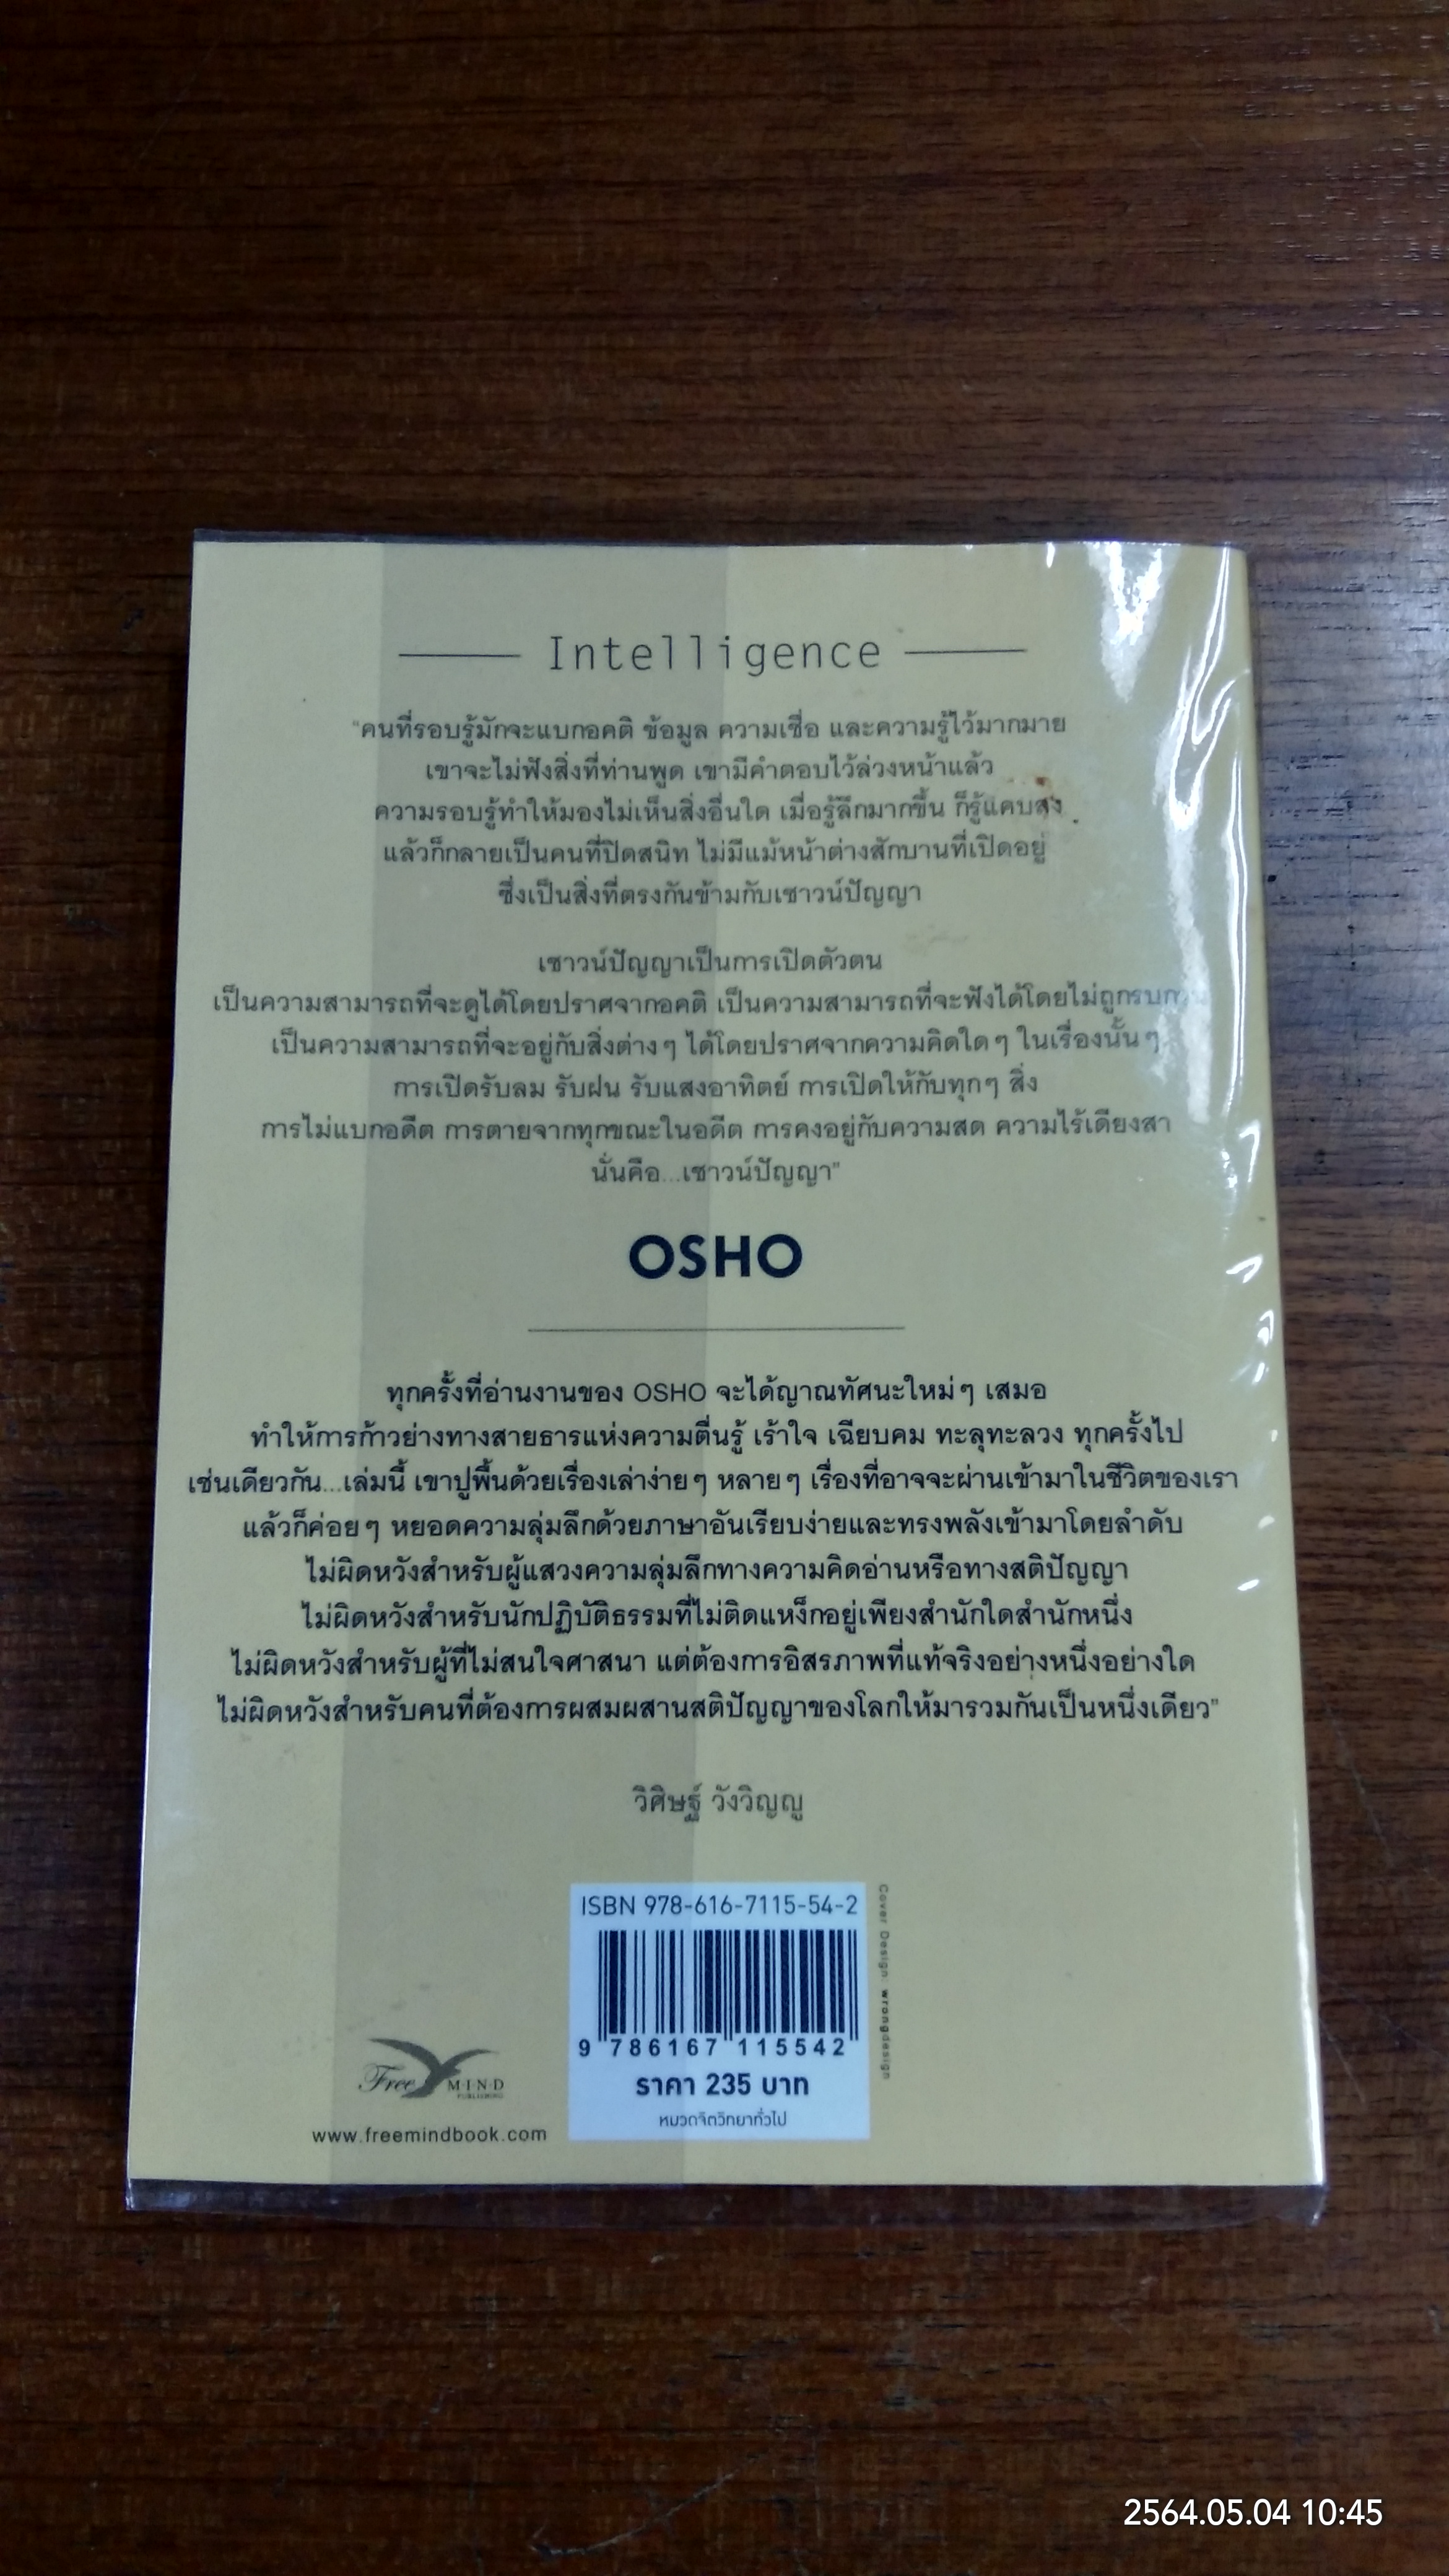 Intelligence
"คนที่รอบรู้มักจะแบกอคติ ข้อมูล ความเชื่อ และความรู้ไว้มากมาย
เขาจะไม่ฟังสิ่งที่ท่านพูด เขามีคำตอบไว้ล่วงหน้าแล้ว
ความรอบรู้ทำให้มองไม่เห็นสิ่งอื่นใด เมื่อรู้ลึกมากขึ้น ก็รู้แคบลง
แล้วก็กลายเป็นคนที่ปิดสนิท ไม่มีแม้หน้าต่างสักบานที่เปิดอยู่
ซึ่งเป็นสิ่งที่ตรงกันข้ามกับเชาวน์ปัญญา
เชาวน์ปัญญาเป็นการเปิดตัวตน
เป็นความสามารถที่จะดูได้โดยปราศจากอคติ เป็นความสามารถที่จะฟังได้โดยไม่ถูกรบกวน
เป็นความสามารถที่จะอยู่กับสิ่งต่างๆ ได้โดยปราศจากความคิดใดๆ ในเรื่องนั้นๆ
การเปิดรับลม รับฝน รับแสงอาทิตย์ การเปิดให้กับทุกๆ สิ่ง
การไม่แบกอดีต การตายจากทุกขณะในอดีต การคงอยู่กับความสด ความไร้เดียงสา
นั่นคือ...เชาวน์ปัญญา"
OSHO
ทุกครั้งที่อ่านงานของ OSHO จะได้ญาณทัศนะใหม่ๆ เสมอ
ทำให้การก้าวย่างทางสายธารแห่งความตื่นรู้ เร้าใจ เฉียบคม ทะลุทะลวง ทุกครั้งไป
เช่นเดียวกัน...เล่มนี้ เขาปูพื้นด้วยเรื่องเล่าง่ายๆ หลายๆ เรื่องที่อาจจะผ่านเข้ามาในชีวิตของเรา
แล้วก็ค่อยๆ หยอดความลุ่มลึกด้วยภาษาอันเรียบง่ายและทรงพลังเข้ามาโดยลำดับ
ไม่ผิดหวังสำหรับผู้แสวงความลุ่มลึกทางความคิดอ่านหรือทางสติปัญญา
ไม่ผิดหวังสำหรับนักปฏิบัติธรรมที่ไม่ติดแหง็กอยู่เพียงสำนักใดสำนักหนึ่ง
ไม่ผิดหวังสำหรับผู้ที่ไม่สนใจศาสนา แต่ต้องการอิสรภาพที่แท้จริงอย่างหนึ่งอย่างใด
ไม่ผิดหวังสำหรับคนที่ต้องการผสมผสานสติปัญญาของโลกให้มารวมกันเป็นหนึ่งเดียว"
วิศิษฐ์ วังวิญญู
ISBN 978-616-7115-54-2
9 786167 115542
ราคา 235 บาท
หมวดจิตวิทยาทั่วไป
Cover Design: wrongdesign
Free MIND
PUBLISHING
www.freemindbook.com
2564.05.04 10:45